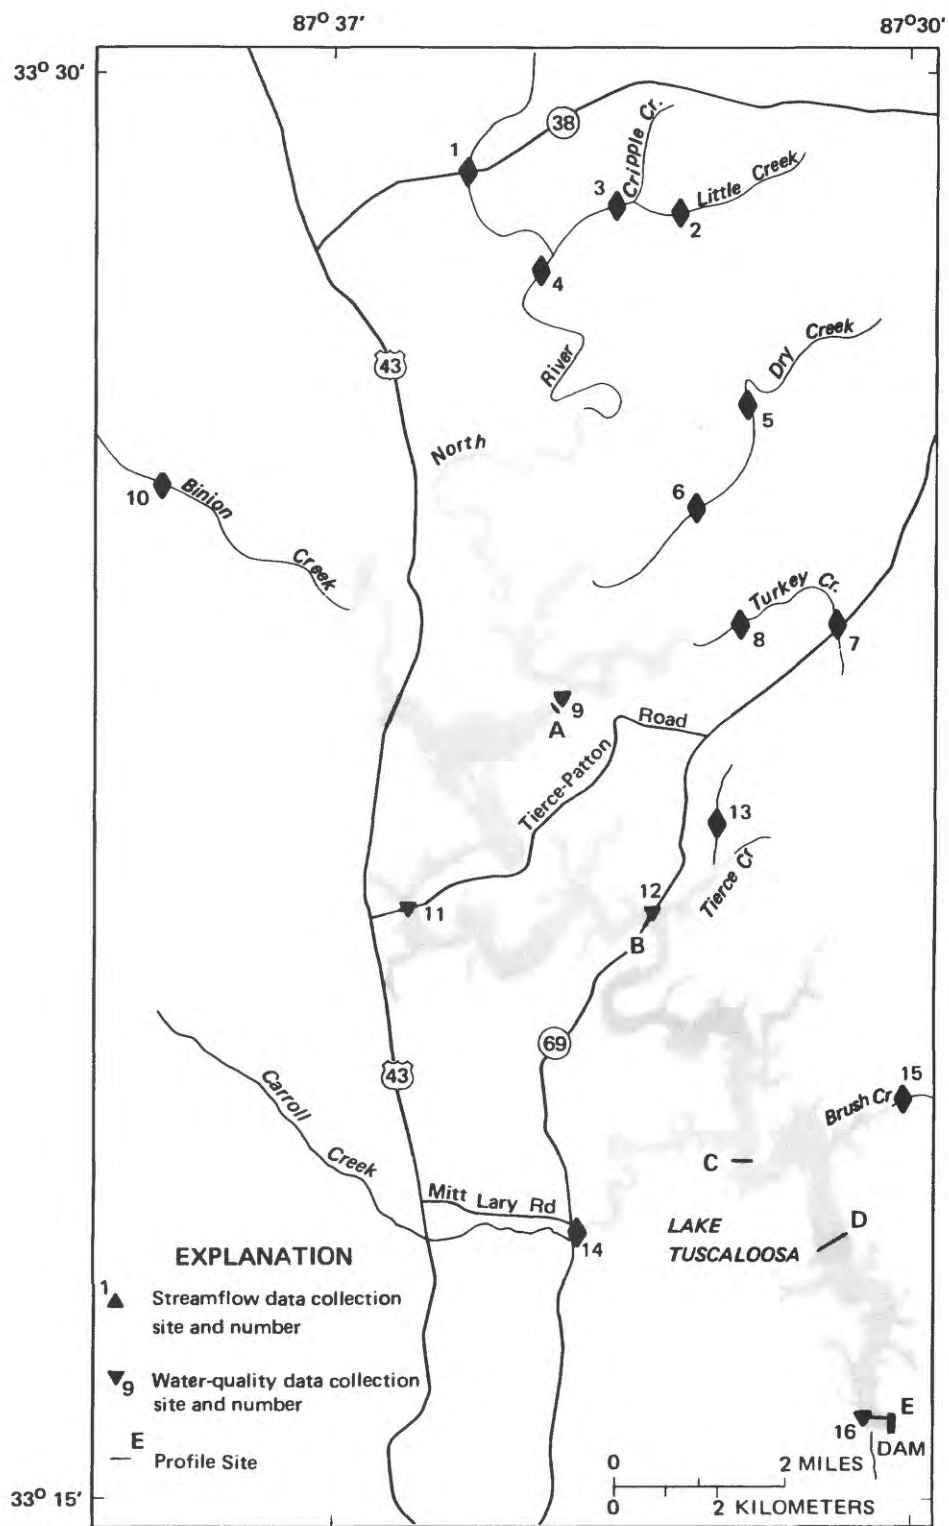 87° 37′
87° 30′
33° 30′
38
1
3
Cripple Cr.
Little Creek
2
4
River
43
Dry Creek
5
North
10
Binion
Creek
6
Turkey Cr.
8
7
9
A
Road
Tierce-Patton
13
Tierce Cr
12
11
B
69
43
15
Brush Cr
Carroll
Creek
C
Mitt Lary Rd
14
LAKE
TUSCALOOSA
D
EXPLANATION
1
Streamflow data collection
site and number
9
Water-quality data collection
site and number
E
Profile Site
16
E
DAM
0 2 MILES
0 2 KILOMETERS
33° 15′